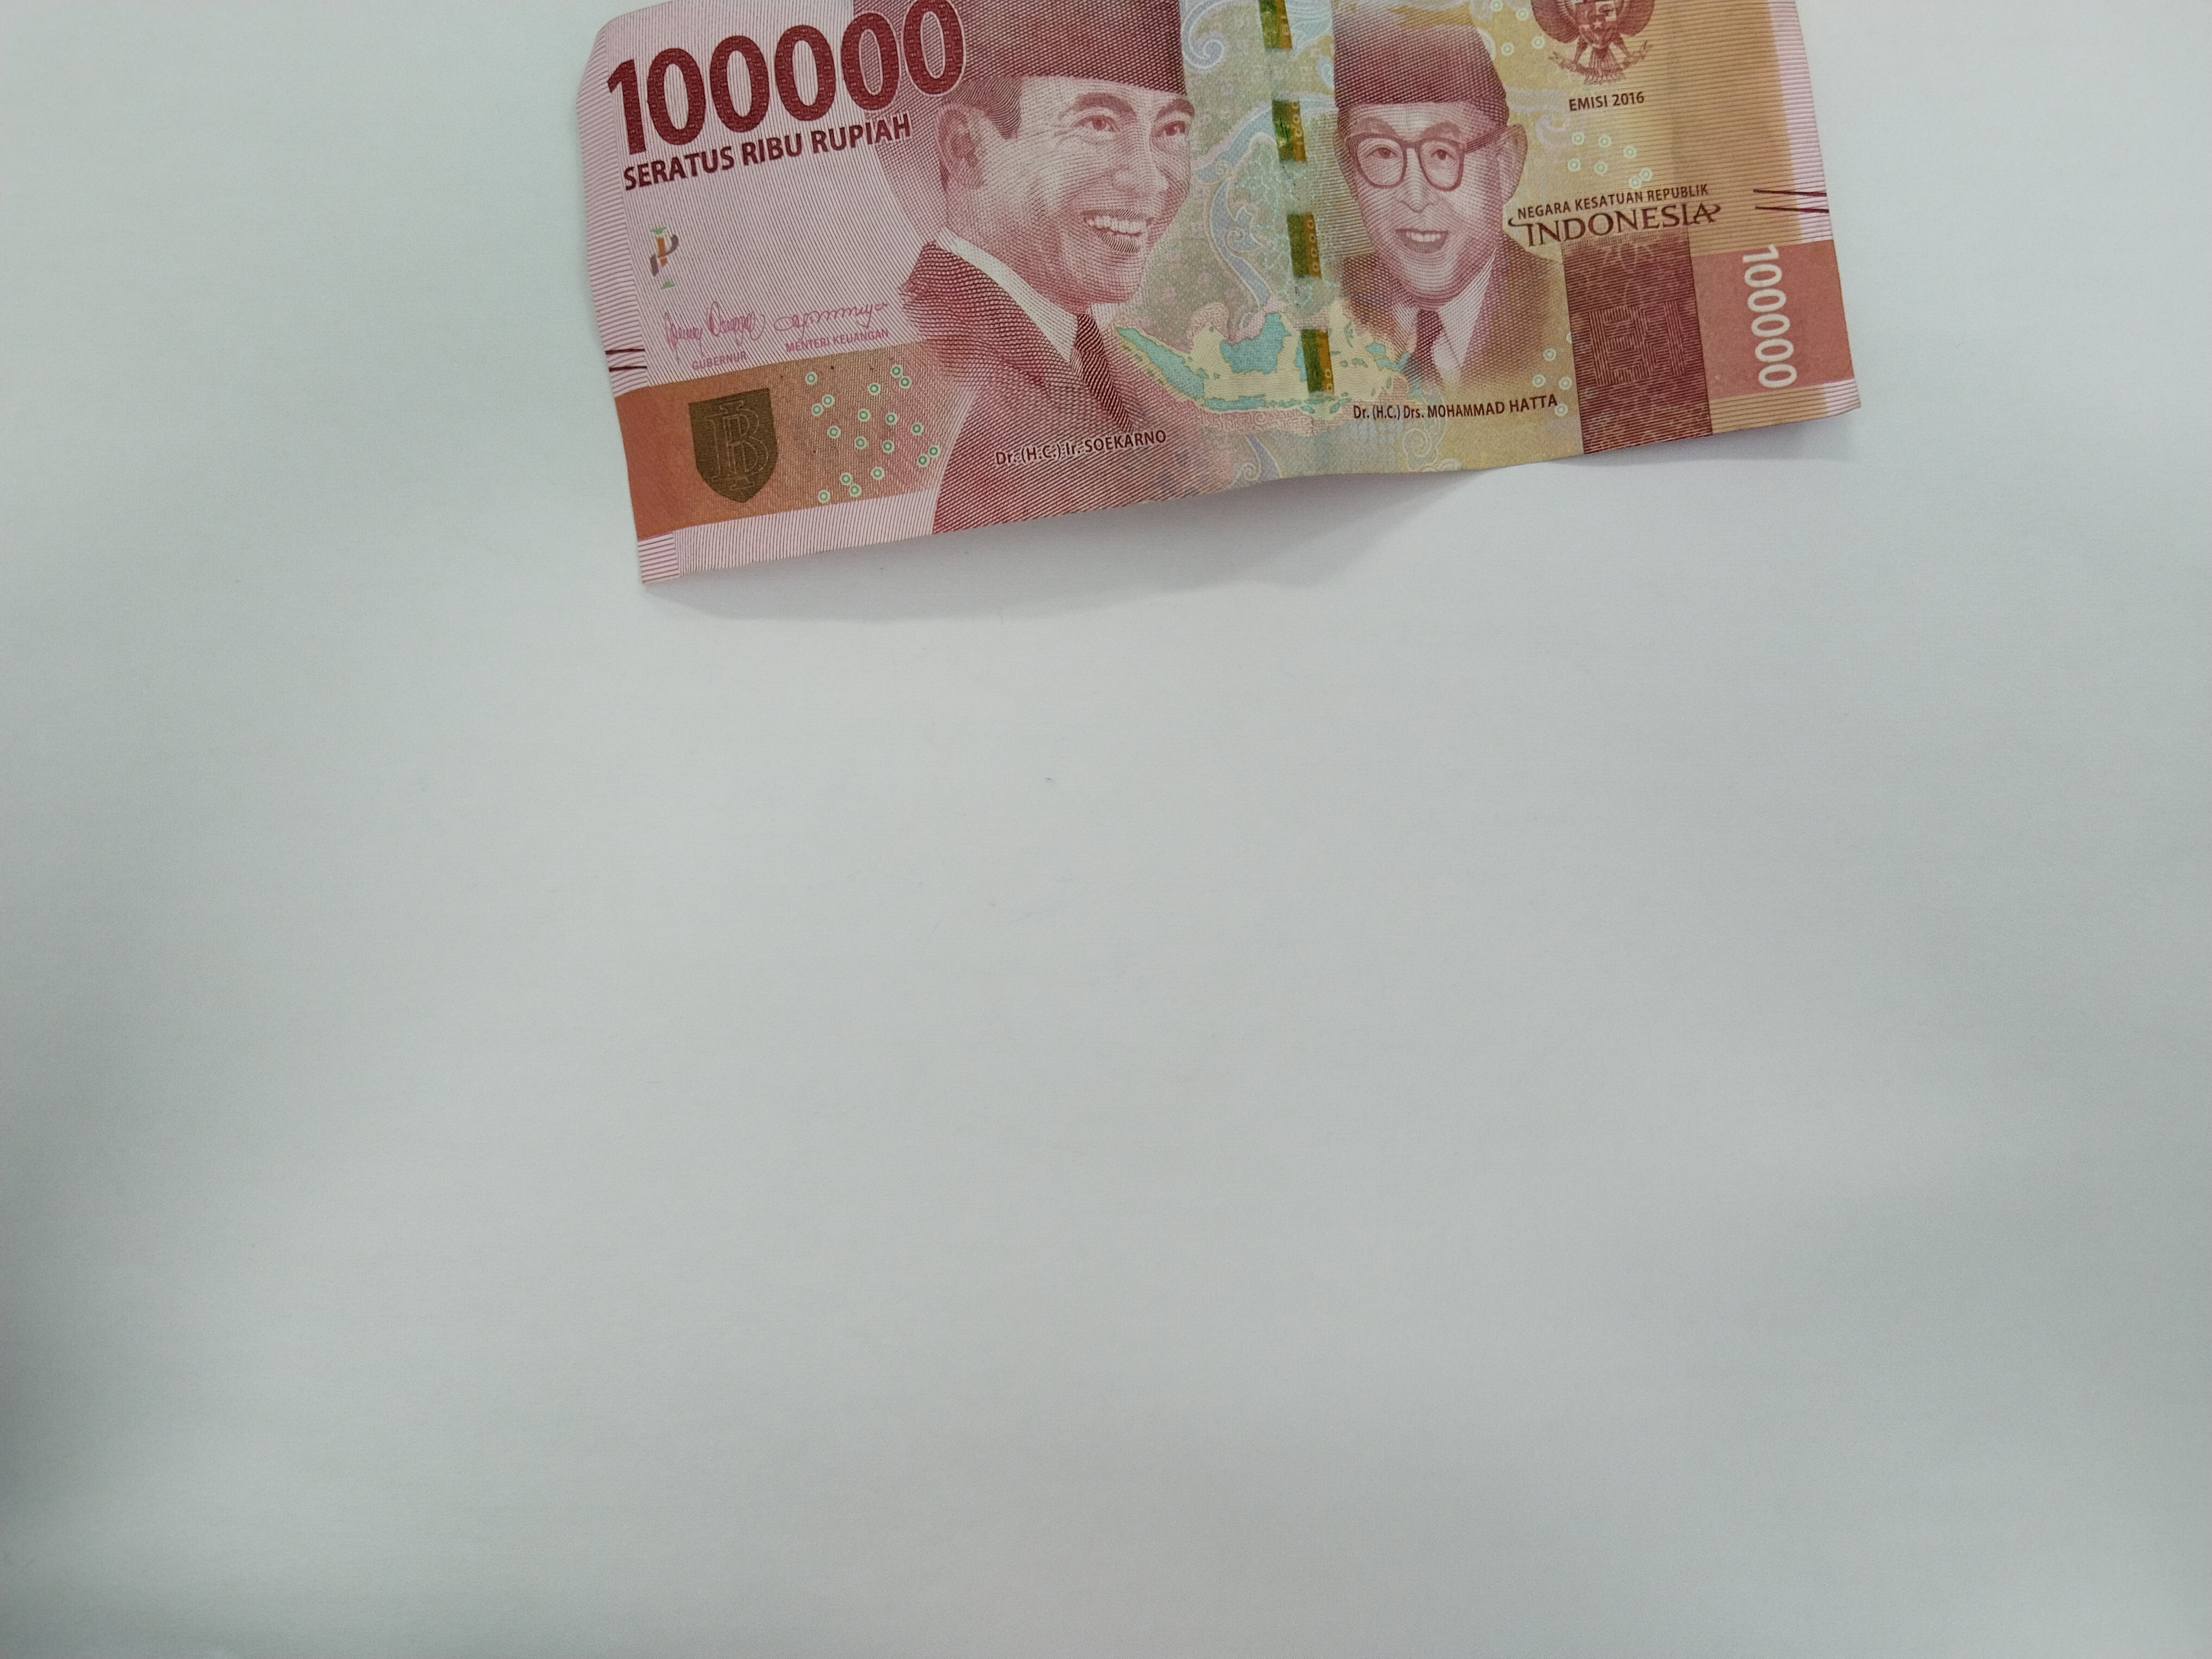 100000
SERATUS RIBU RUPIAH
GUBERNUR
MENTERI KEUANGAN
Dr. (H.C.) Ir. SOEKARNO
EMISI 2016
NEGARA KESATUAN REPUBLIK
INDONESIA
Dr. (H.C.) Drs. MOHAMMAD HATTA
100000